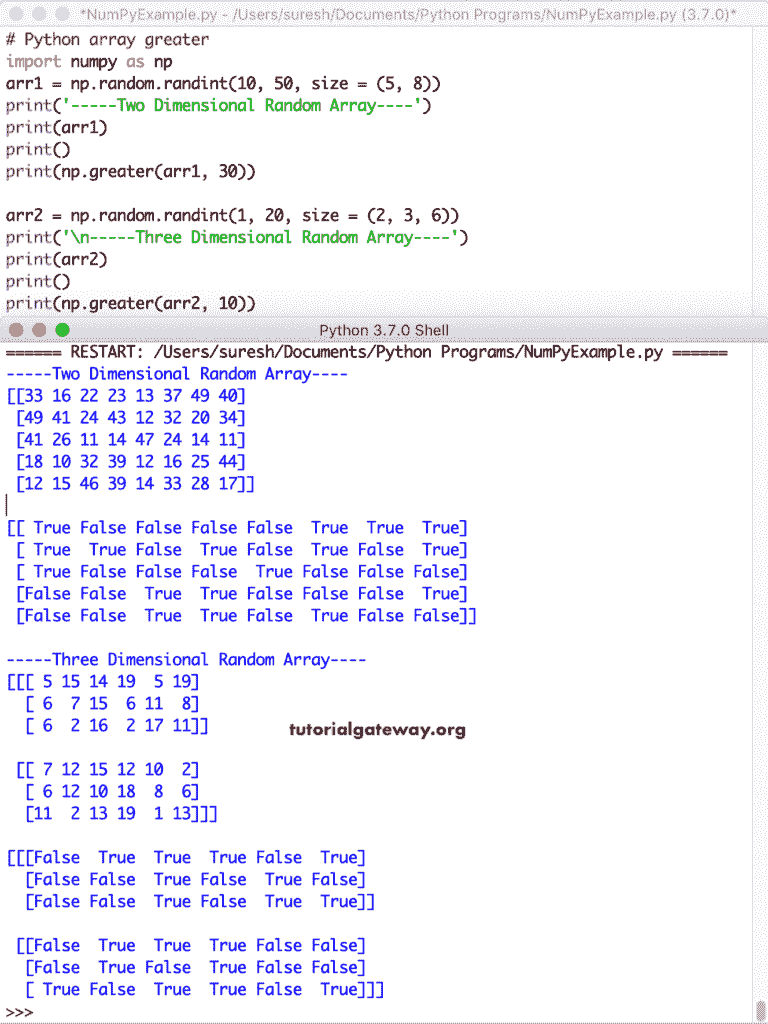 *NumPyExample.py - /Users/suresh/Documents/Python Programs/NumPyExample.py (3.7.0)*
# Python array greater
import numpy as np
arr1 = np.random.randint(10, 50, size = (5, 8))
print('-----Two Dimensional Random Array----')
print(arr1)
print()
print(np.greater(arr1, 30))

arr2 = np.random.randint(1, 20, size = (2, 3, 6))
print('\n-----Three Dimensional Random Array----')
print(arr2)
print()
print(np.greater(arr2, 10))
Python 3.7.0 Shell
====== RESTART: /Users/suresh/Documents/Python Programs/NumPyExample.py ======
-----Two Dimensional Random Array----
[[33 16 22 23 13 37 49 40]
 [49 41 24 43 12 32 20 34]
 [41 26 11 14 47 24 14 11]
 [18 10 32 39 12 16 25 44]
 [12 15 46 39 14 33 28 17]]

[[ True False False False False  True  True  True]
 [ True  True False  True False  True False  True]
 [ True False False False  True False False False]
 [False False  True  True False False False  True]
 [False False  True  True False  True False False]]

-----Three Dimensional Random Array----
[[[ 5 15 14 19  5 19]
  [ 6  7 15  6 11  8]
  [ 6  2 16  2 17 11]]
tutorialgateway.org

 [[ 7 12 15 12 10  2]
  [ 6 12 10 18  8  6]
  [11  2 13 19  1 13]]]

[[[False  True  True  True False  True]
  [False False  True False  True False]
  [False False  True False  True  True]]

 [[False  True  True  True False False]
  [False  True False  True False False]
  [ True False  True  True False  True]]]
>>>